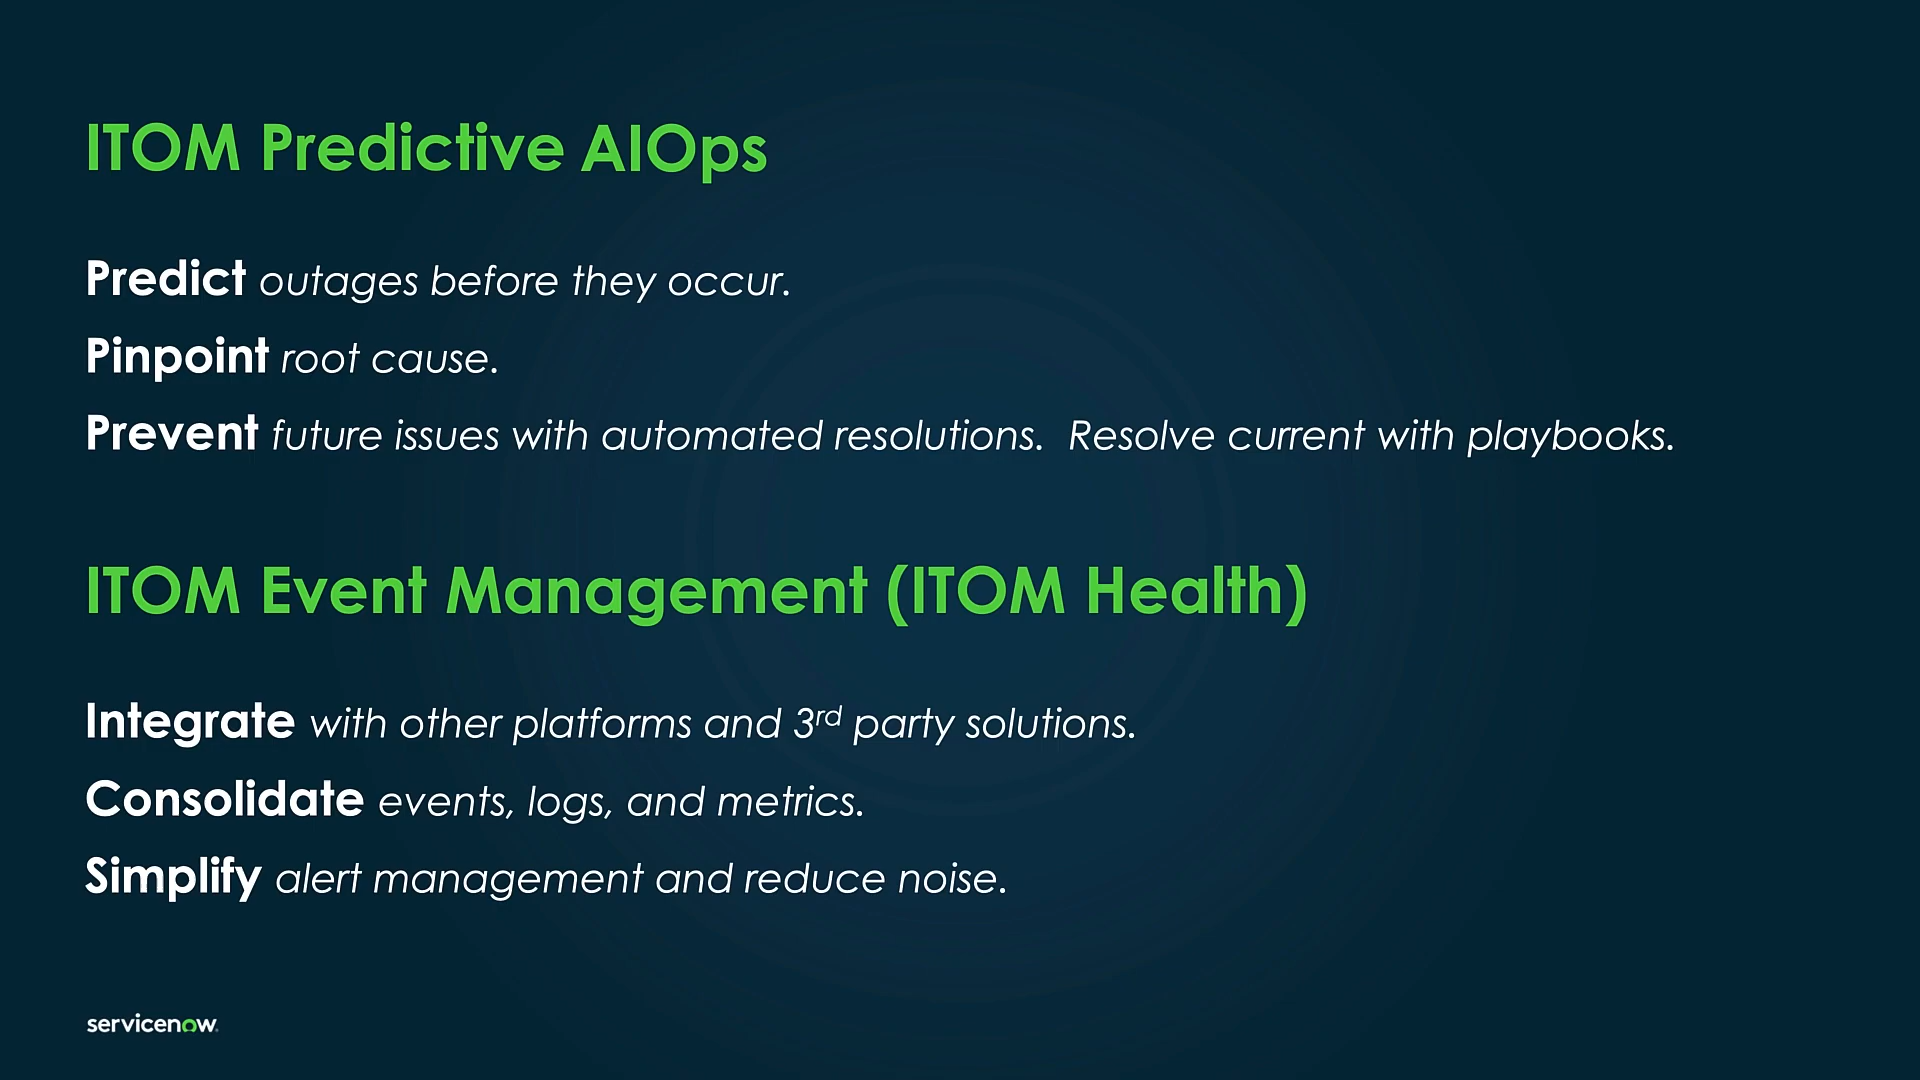 ITOM Predictive AIOps
Predict outages before they occur.
Pinpoint root cause.
Prevent future issues with automated resolutions.  Resolve current with playbooks.
ITOM Event Management (ITOM Health)
Integrate with other platforms and 3rd party solutions.
Consolidate events, logs, and metrics.
Simplify alert management and reduce noise.
servicenow